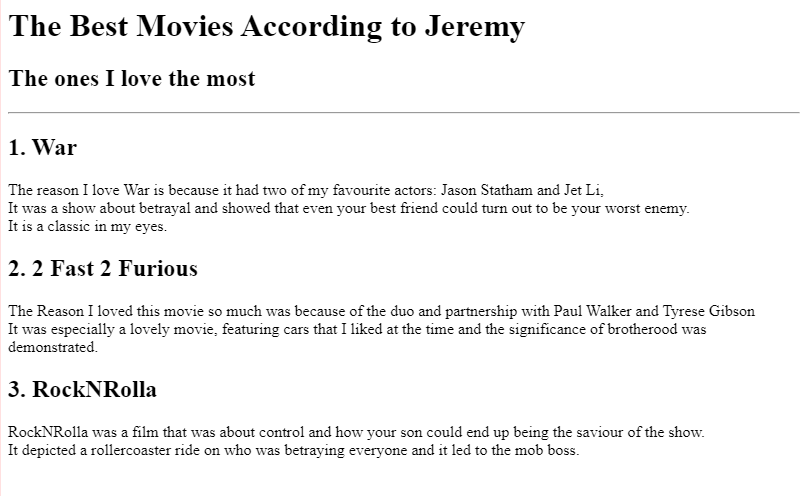 The Best Movies According to Jeremy
The ones I love the most
1. War
The reason I love War is because it had two of my favourite actors: Jason Statham and Jet Li,
It was a show about betrayal and showed that even your best friend could turn out to be your worst enemy.
It is a classic in my eyes.
2. 2 Fast 2 Furious
The Reason I loved this movie so much was because of the duo and partnership with Paul Walker and Tyrese Gibson
It was especially a lovely movie, featuring cars that I liked at the time and the significance of brotherood was
demonstrated.
3. RockNRolla
RockNRolla was a film that was about control and how your son could end up being the saviour of the show.
It depicted a rollercoaster ride on who was betraying everyone and it led to the mob boss.